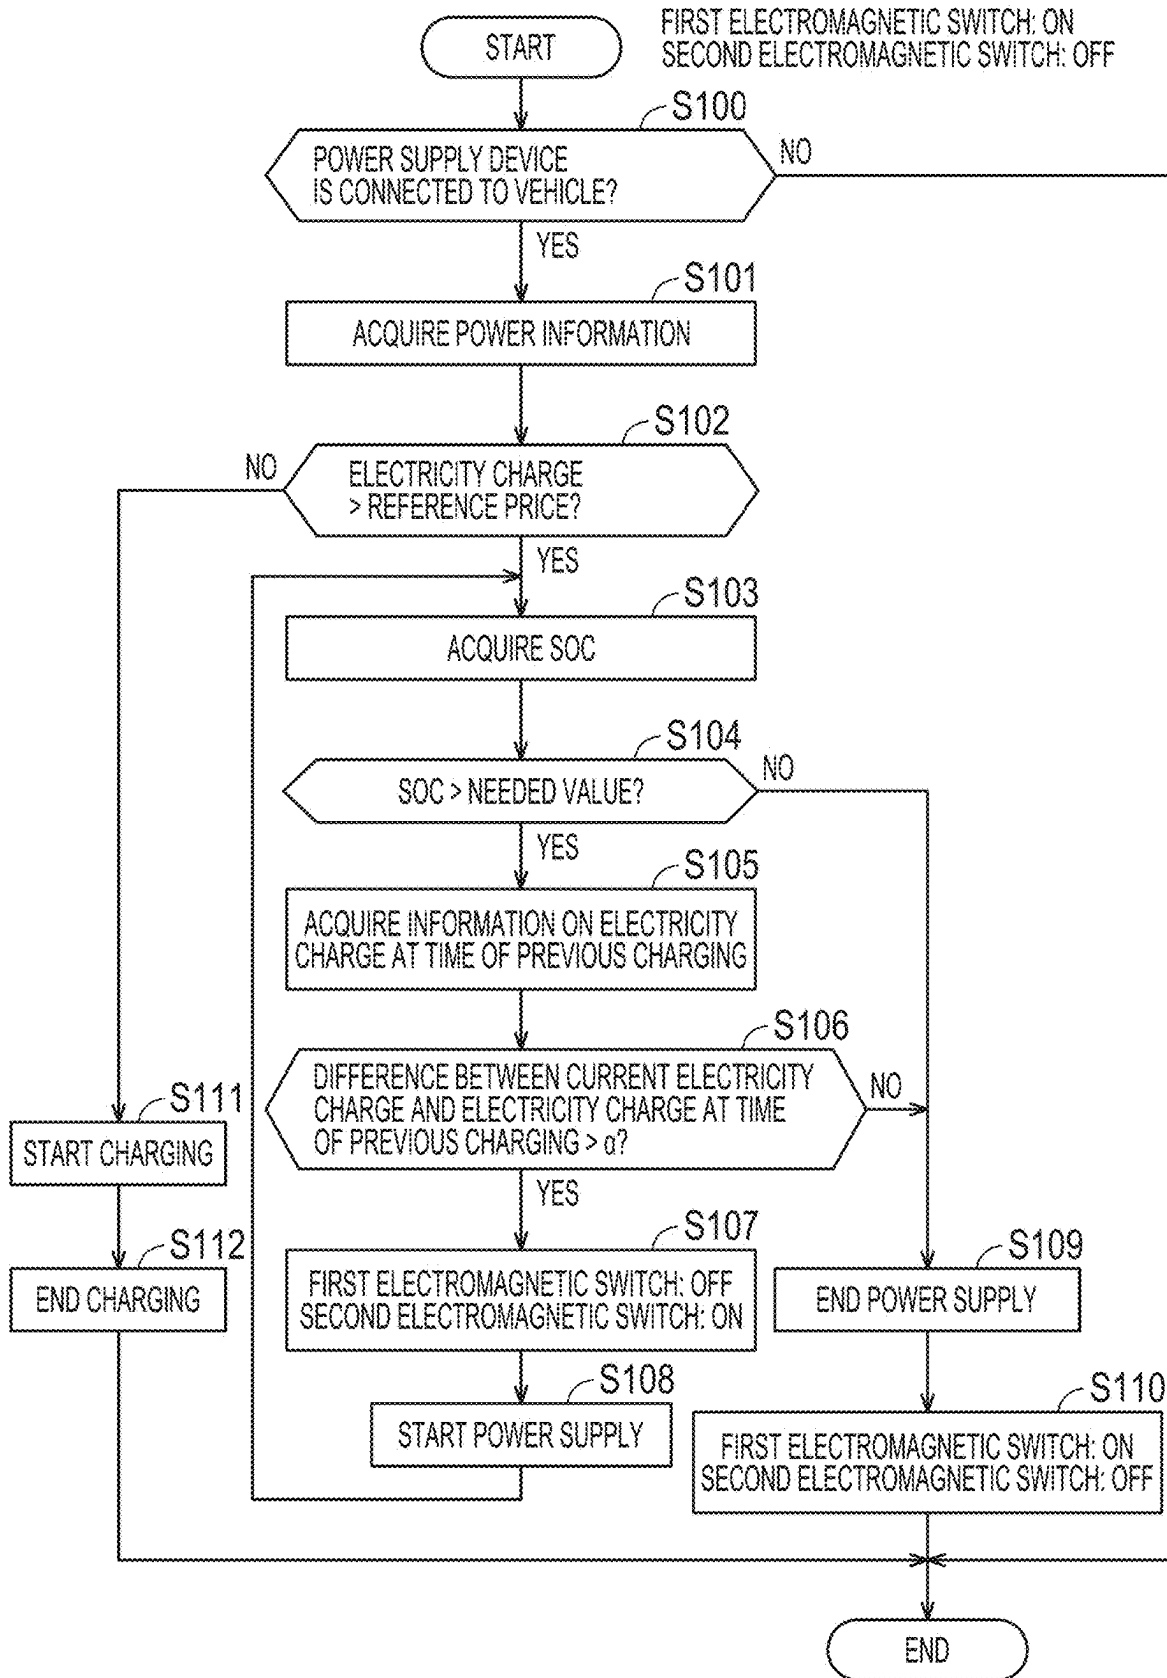 START
FIRST ELECTROMAGNETIC SWITCH: ON
SECOND ELECTROMAGNETIC SWITCH: OFF
S100
POWER SUPPLY DEVICE
IS CONNECTED TO VEHICLE?
NO
YES
S101
ACQUIRE POWER INFORMATION
S102
NO
ELECTRICITY CHARGE
> REFERENCE PRICE?
YES
S103
ACQUIRE SOC
S104
SOC > NEEDED VALUE?
NO
YES
S105
ACQUIRE INFORMATION ON ELECTRICITY
CHARGE AT TIME OF PREVIOUS CHARGING
S106
DIFFERENCE BETWEEN CURRENT ELECTRICITY
CHARGE AND ELECTRICITY CHARGE AT TIME
OF PREVIOUS CHARGING > α?
NO
YES
S111
START CHARGING
S112
END CHARGING
S107
FIRST ELECTROMAGNETIC SWITCH: OFF
SECOND ELECTROMAGNETIC SWITCH: ON
S108
START POWER SUPPLY
S109
END POWER SUPPLY
S110
FIRST ELECTROMAGNETIC SWITCH: ON
SECOND ELECTROMAGNETIC SWITCH: OFF
END